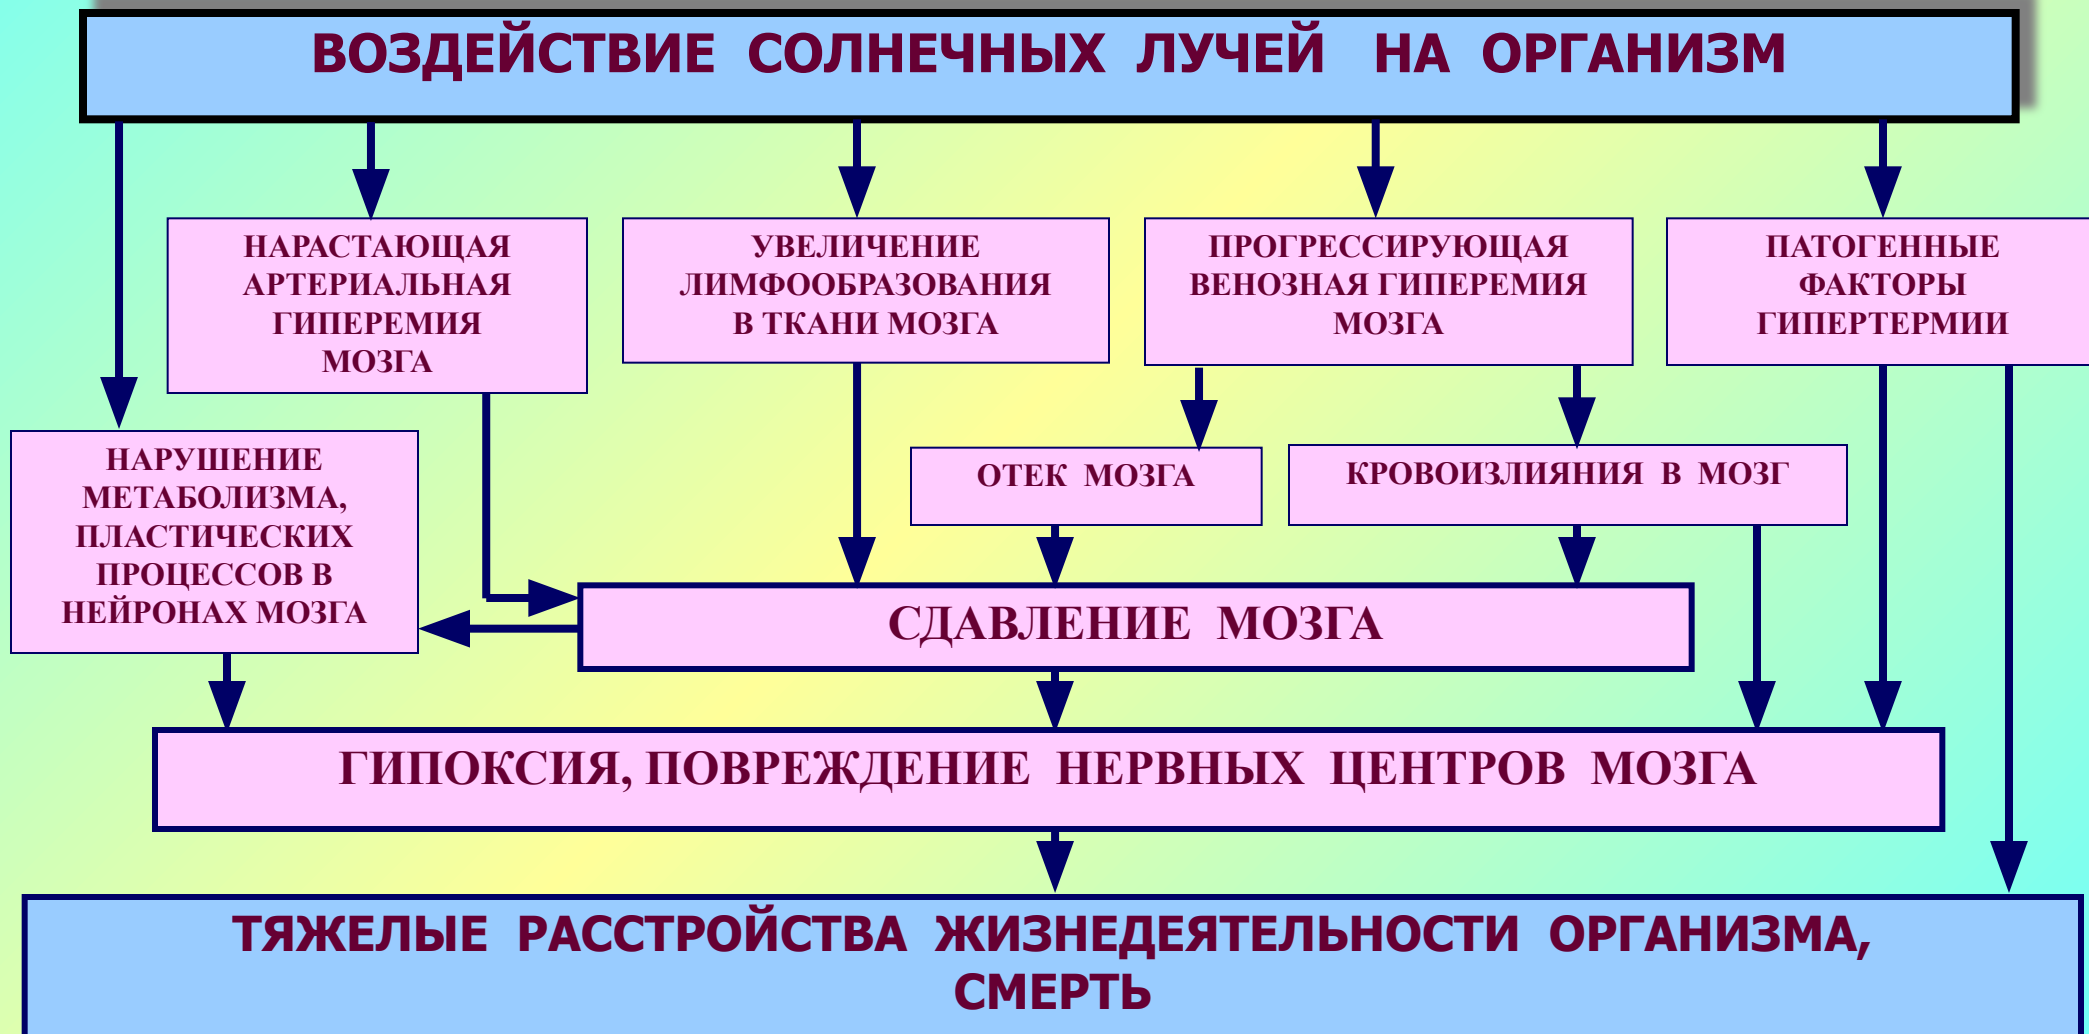 ВОЗДЕЙСТВИЕ СОЛНЕЧНЫХ ЛУЧЕЙ НА ОРГАНИЗМ
НАРАСТАЮЩАЯ
АРТЕРИАЛЬНАЯ
ГИПЕРЕМИЯ
МОЗГА
УВЕЛИЧЕНИЕ
ЛИМФООБРАЗОВАНИЯ
В ТКАНИ МОЗГА
ПРОГРЕССИРУЮЩАЯ
ВЕНОЗНАЯ ГИПЕРЕМИЯ
МОЗГА
ПАТОГЕННЫЕ
ФАКТОРЫ
ГИПЕРТЕРМИИ
НАРУШЕНИЕ
МЕТАБОЛИЗМА,
ПЛАСТИЧЕСКИХ
ПРОЦЕССОВ В
НЕЙРОНАХ МОЗГА
ОТЕК МОЗГА
КРОВОИЗЛИЯНИЯ В МОЗГ
СДАВЛЕНИЕ МОЗГА
ГИПОКСИЯ, ПОВРЕЖДЕНИЕ НЕРВНЫХ ЦЕНТРОВ МОЗГА
ТЯЖЕЛЫЕ РАССТРОЙСТВА ЖИЗНЕДЕЯТЕЛЬНОСТИ ОРГАНИЗМА,
СМЕРТЬ